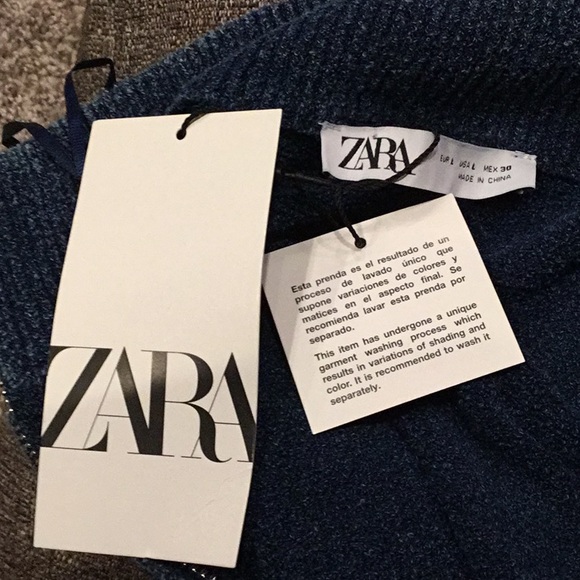 ZARA
EUR L USA L MEX 30
MADE IN CHINA
Esta prenda es el resultado de un
proceso de lavado único que
supone variaciones de colores y
matices en el aspecto final. Se
recomienda lavar esta prenda por
separado.
This item has undergone a unique
garment washing process which
results in variations of shading and
color. It is recommended to wash it
separately.
ZARA